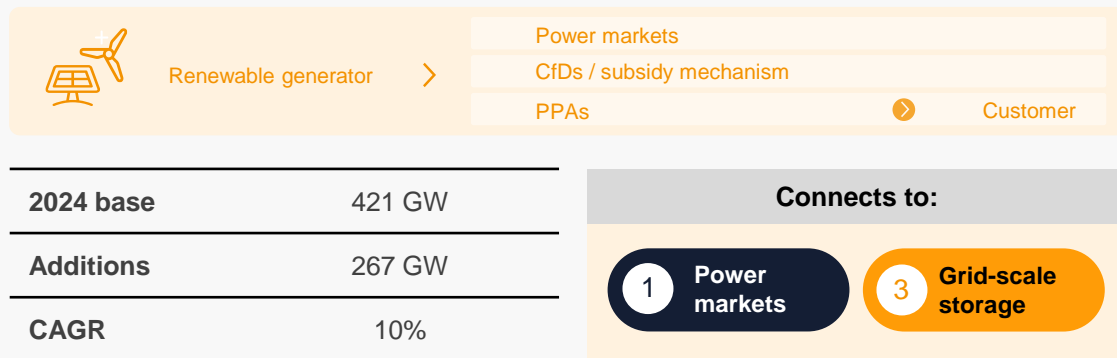 Renewable generator
Power markets
CfDs / subsidy mechanism
PPAs Customer
2024 base 421 GW
Additions 267 GW
CAGR 10%
Connects to:
1 Power markets
3 Grid-scale storage